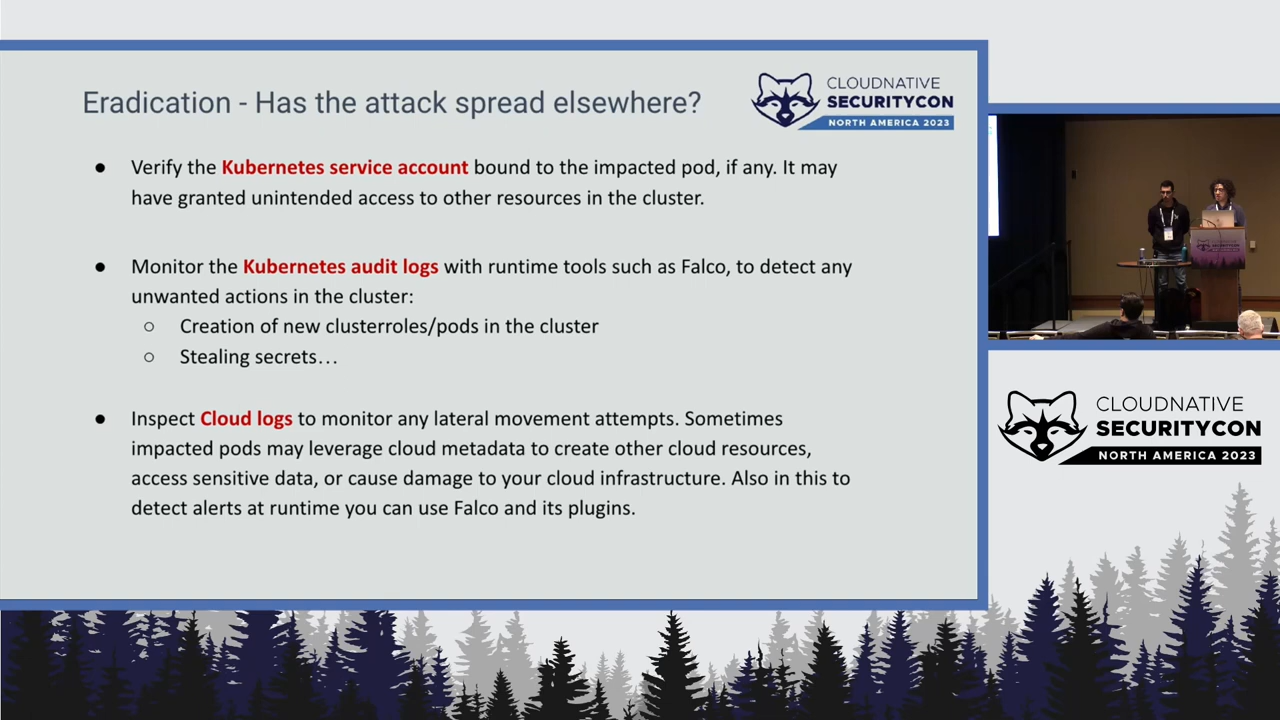 Eradication - Has the attack spread elsewhere?
CLOUDNATIVE
SECURITYCON
NORTH AMERICA 2023
● Verify the Kubernetes service account bound to the impacted pod, if any. It may
have granted unintended access to other resources in the cluster.
● Monitor the Kubernetes audit logs with runtime tools such as Falco, to detect any
unwanted actions in the cluster:
○ Creation of new clusterroles/pods in the cluster
○ Stealing secrets…
● Inspect Cloud logs to monitor any lateral movement attempts. Sometimes
impacted pods may leverage cloud metadata to create other cloud resources,
access sensitive data, or cause damage to your cloud infrastructure. Also in this to
detect alerts at runtime you can use Falco and its plugins.
CLOUDNATIVE
SECURITYCON
NORTH AMERICA 2023